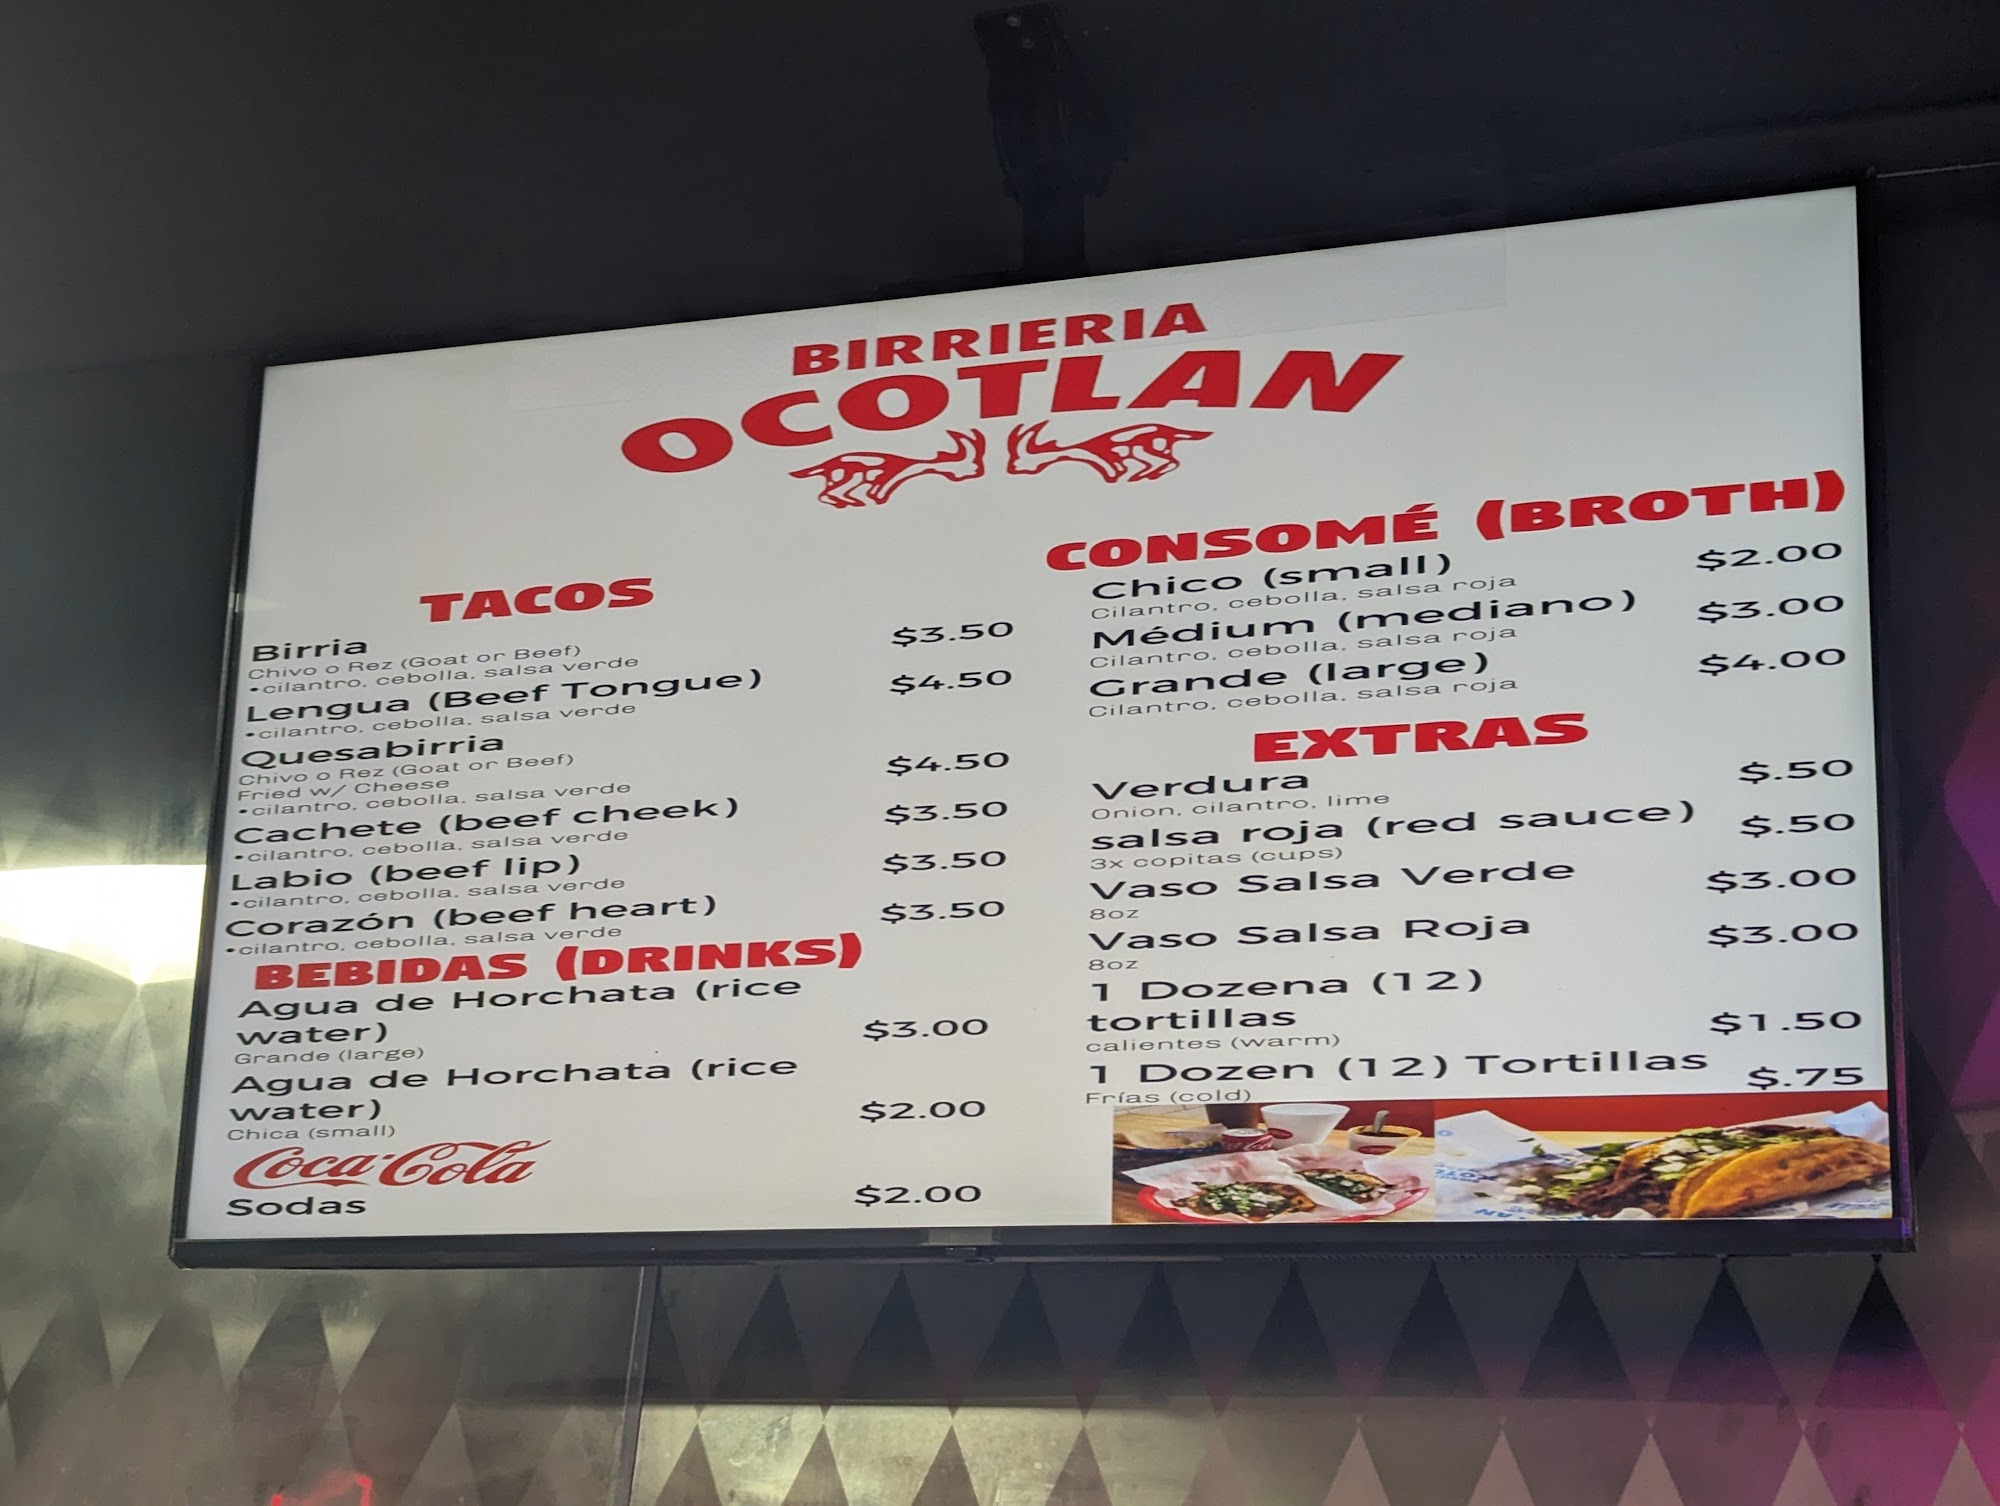 BIRRIERIA
OCOTLAN
TACOS
Birria $3.50
Chivo o Rez (Goat or Beef)
•cilantro, cebolla, salsa verde
Lengua (Beef Tongue) $4.50
•cilantro, cebolla, salsa verde
Quesabirria
Chivo o Rez (Goat or Beef) $4.50
Fried w/ Cheese
•cilantro, cebolla, salsa verde
Cachete (beef cheek) $3.50
•cilantro, cebolla, salsa verde
Labio (beef lip) $3.50
•cilantro, cebolla, salsa verde
Corazón (beef heart) $3.50
•cilantro, cebolla, salsa verde
BEBIDAS (DRINKS)
Agua de Horchata (rice
water) $3.00
Grande (large)
Agua de Horchata (rice
water) $2.00
Chica (small)
Coca-Cola
Sodas $2.00
CONSOMÉ (BROTH)
Chico (small) $2.00
Cilantro, cebolla, salsa roja
Médium (mediano) $3.00
Cilantro, cebolla, salsa roja
Grande (large) $4.00
Cilantro, cebolla, salsa roja
EXTRAS
Verdura $.50
Onion, cilantro, lime
salsa roja (red sauce) $.50
3x copitas (cups)
Vaso Salsa Verde $3.00
8oz
Vaso Salsa Roja $3.00
8oz
1 Dozena (12)
tortillas $1.50
calientes (warm)
1 Dozen (12) Tortillas $.75
Frías (cold)